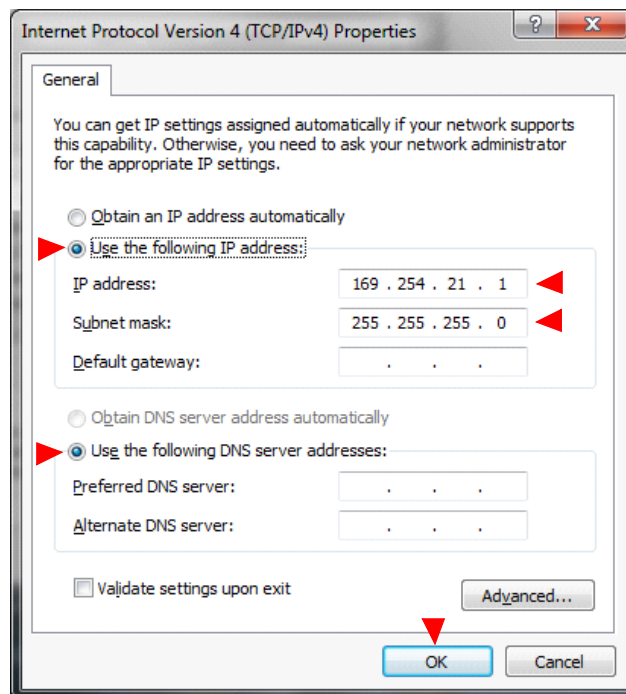 Internet Protocol Version 4 (TCP/IPv4) Properties
General
You can get IP settings assigned automatically if your network supports
this capability. Otherwise, you need to ask your network administrator
for the appropriate IP settings.
Obtain an IP address automatically
Use the following IP address:
IP address: 169 . 254 . 21 . 1
Subnet mask: 255 . 255 . 255 . 0
Default gateway: . . .
Obtain DNS server address automatically
Use the following DNS server addresses:
Preferred DNS server: . . .
Alternate DNS server: . . .
Validate settings upon exit
Advanced...
OK Cancel